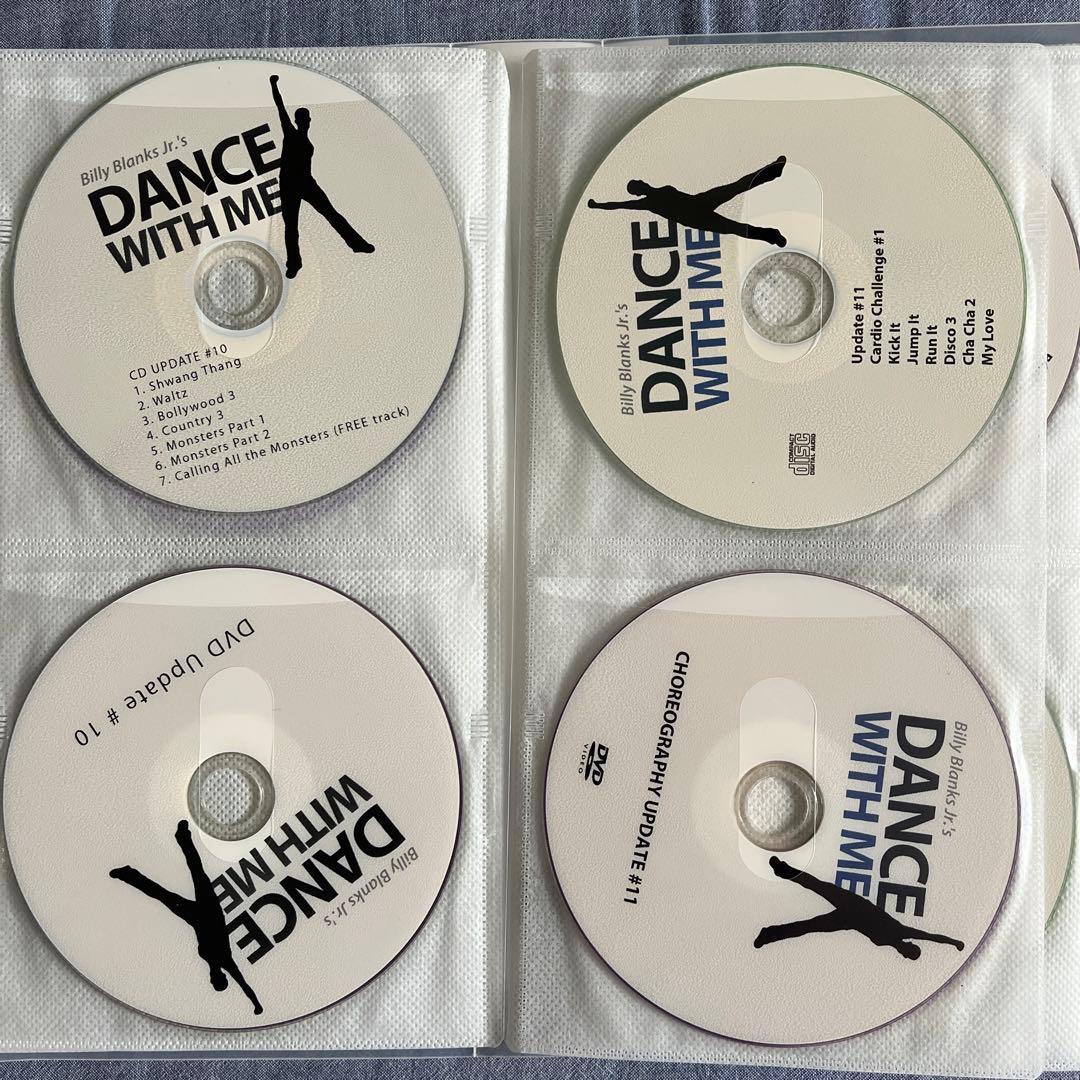 Billy Blanks Jr.'s
DANCE
WITH ME
CD UPDATE #10
1. Shwang Thang
2. Waltz
3. Bollywood 3
4. Country 3
5. Monsters Part 1
6. Monsters Part 2
7. Calling All the Monsters (FREE track)
Billy Blanks Jr.'s
DANCE
WITH ME
Update #11
Cardio Challenge #1
Kick It
Jump It
Run It
Disco 3
Cha Cha 2
My Love
COMPACT
disc
DIGITAL AUDIO
DVD Update # 10
Billy Blanks Jr.'s
DANCE
WITH ME
Billy Blanks Jr.'s
DANCE
WITH ME
CHOREOGRAPHY UPDATE #11
DVD
VIDEO